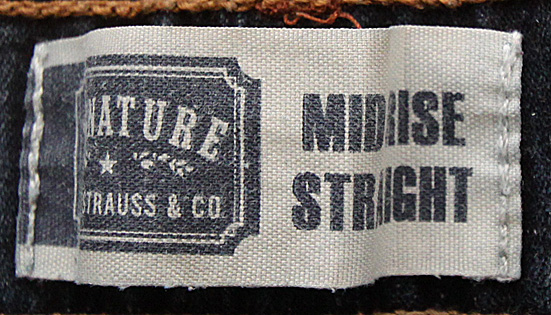 NATURE
STRAUSS & CO
MIDRISE
STRAIGHT